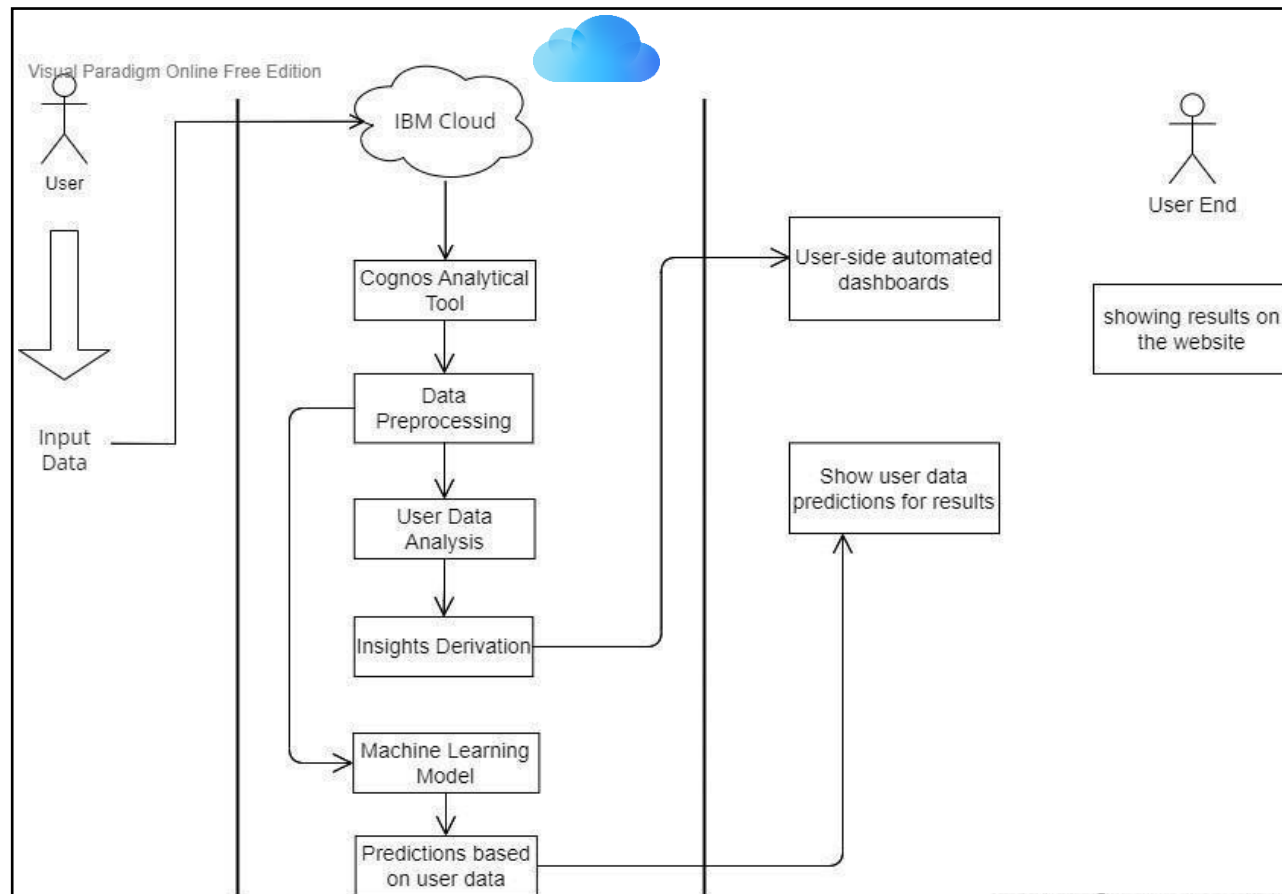 Visual Paradigm Online Free Edition
User
Input
Data
IBM Cloud
Cognos Analytical
Tool
Data
Preprocessing
User Data
Analysis
Insights Derivation
Machine Learning
Model
Predictions based
on user data
User-side automated
dashboards
Show user data
predictions for results
User End
showing results on
the website